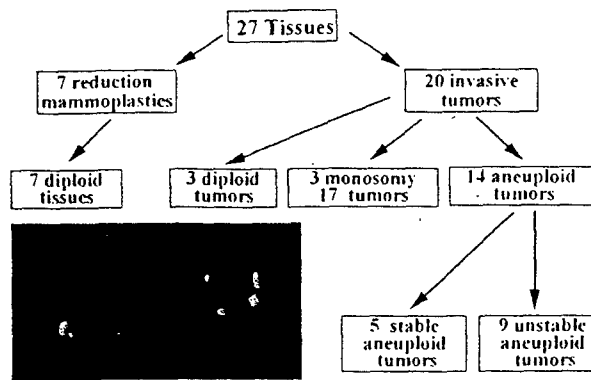 27 Tissues
7 reduction
mammoplastics
20 invasive
tumors
7 diploid
tissues
3 diploid
tumors
3 monosomy
17 tumors
14 aneuploid
tumors
5 stable
aneuploid
tumors
9 unstable
aneuploid
tumors